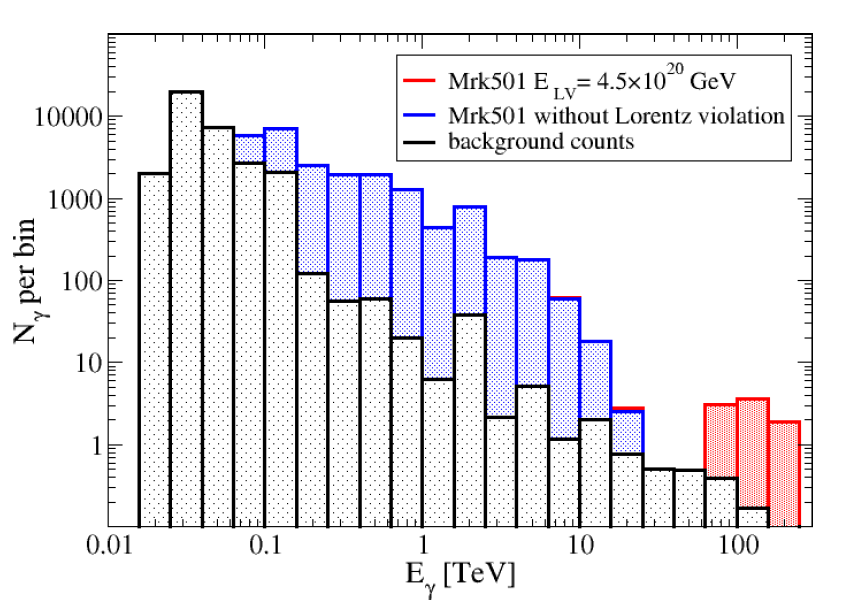 Mrk501 E_LV= 4.5×10^20 GeV
Mrk501 without Lorentz violation
background counts
10000
1000
100
10
1
N_γ per bin
0.01 0.1 1 10 100
E_γ [TeV]